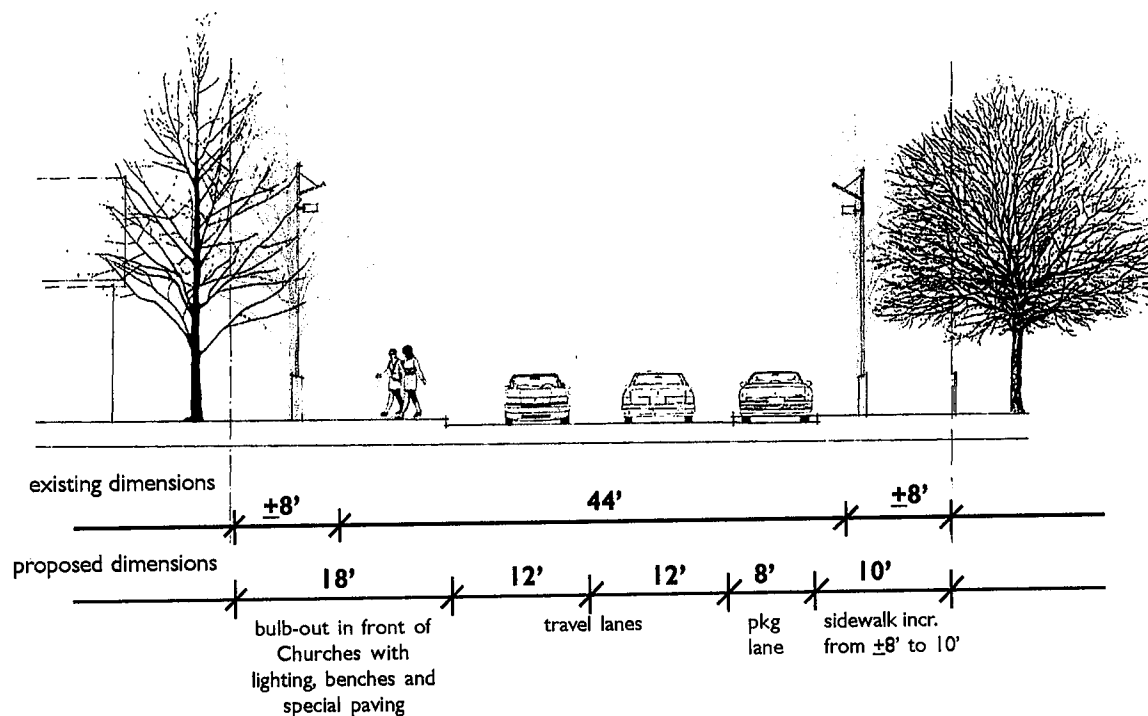 existing dimensions
±8’ 44’ ±8’
proposed dimensions
18’ 12’ 12’ 8’ 10’
bulb-out in front of
Churches with
lighting, benches and
special paving
travel lanes
pkg
lane
sidewalk incr.
from ±8’ to 10’